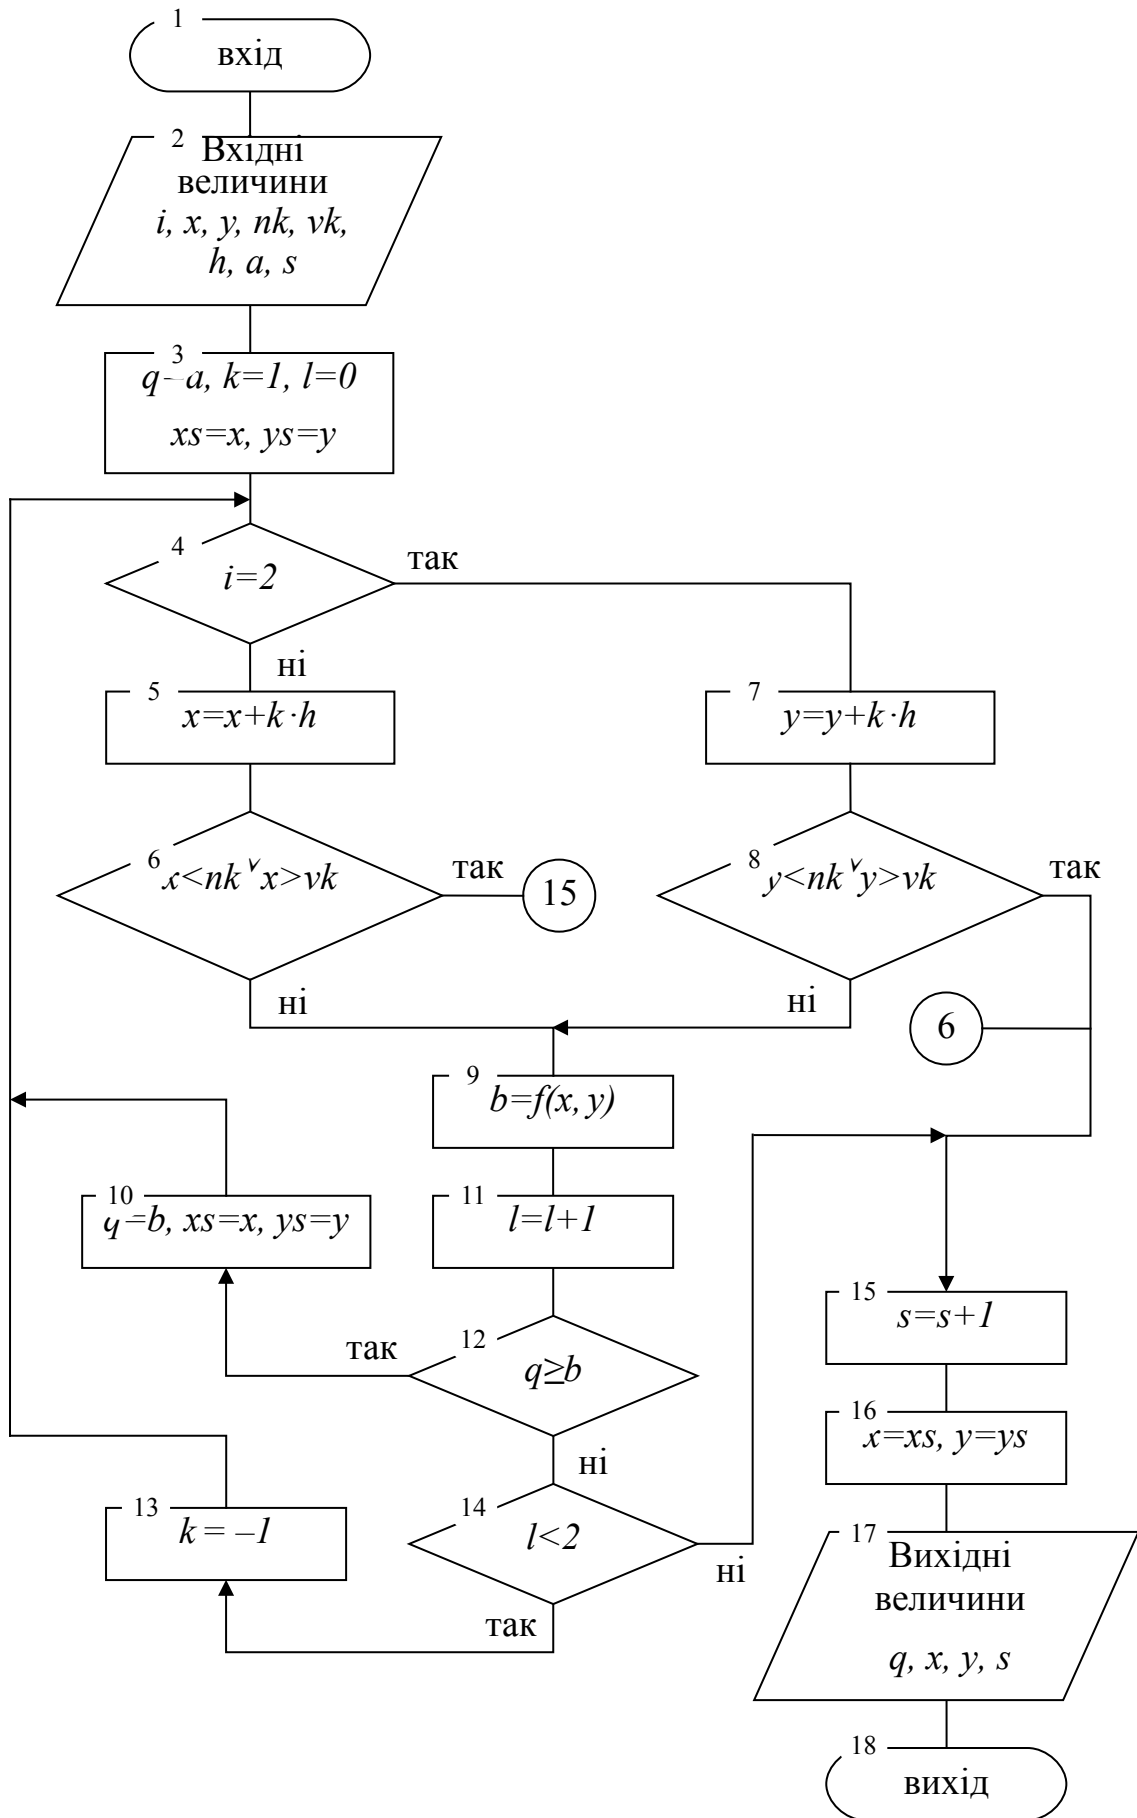 1
вхід
2
Вхідні
величини
i, x, y, nk, vk,
h, a, s
3
q=a, k=1, l=0
xs=x, ys=y
4
i=2
так
ні
5
x=x+k·h
7
y=y+k·h
6
x<nk˅x>vk
так
15
8
y<nk˅y>vk
так
ні
ні
6
9
b=f(x, y)
10
q=b, xs=x, ys=y
11
l=l+1
15
s=s+1
12
q≥b
так
ні
16
x=xs, y=ys
13
k = –1
14
l<2
ні
так
17
Вихідні
величини
q, x, y, s
18
вихід